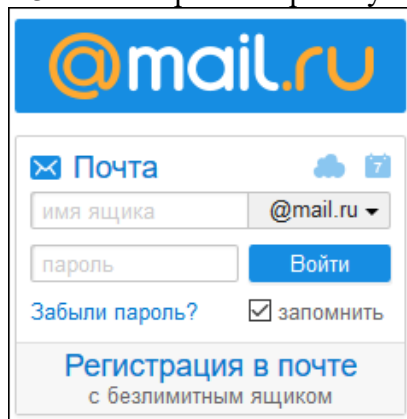 @mail.ru
Почта
7
имя ящика @mail.ru
пароль Войти
Забыли пароль? запомнить
Регистрация в почте
с безлимитным ящиком